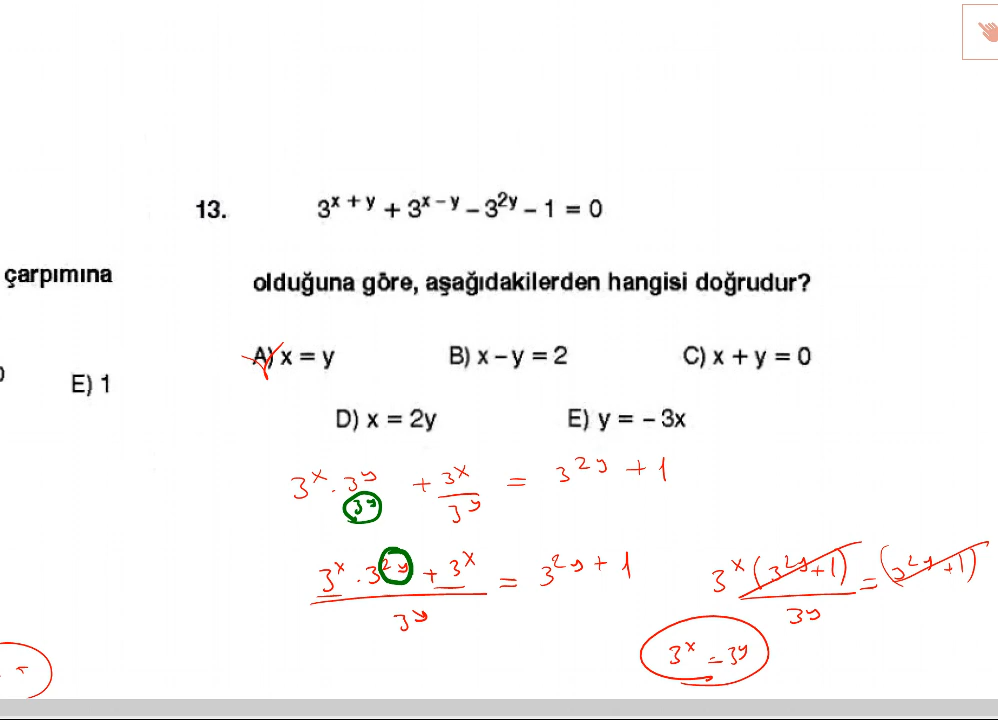 13. 3^{x + y} + 3^{x – y} – 3^{2y} – 1 = 0
çarpımına
olduğuna göre, aşağıdakilerden hangisi doğrudur?
A) x = y B) x – y = 2 C) x + y = 0
E) 1
D) x = 2y E) y = – 3x
3^x . 3^y + 3^x / 3^y = 3^{2y} + 1
3^y
3^x . 3^{2y} + 3^x / 3^y = 3^{2y} + 1
3^x (3^{2y} + 1) / 3^y = (3^{2y} + 1)
3^x = 3^y